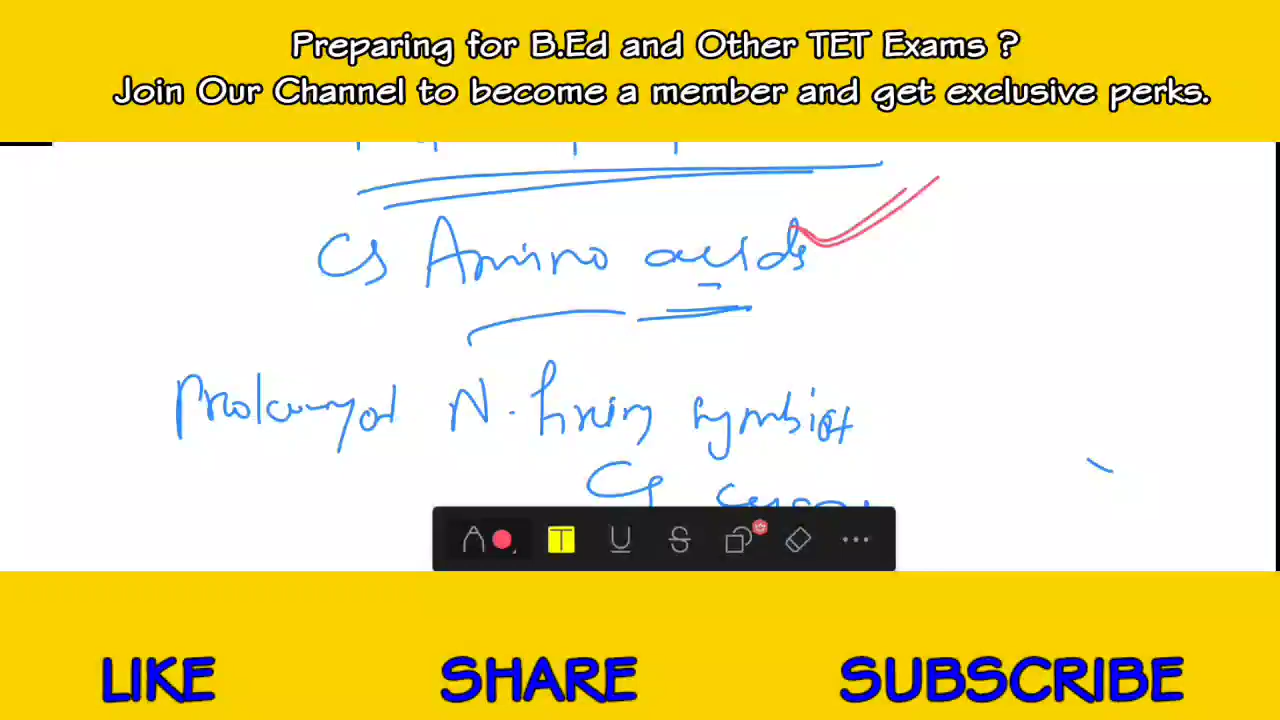 Preparing for B.Ed and Other TET Exams ?
Join Our Channel to become a member and get exclusive perks.
Amino acids
N. fixing symbiot
T U S
LIKE SHARE SUBSCRIBE